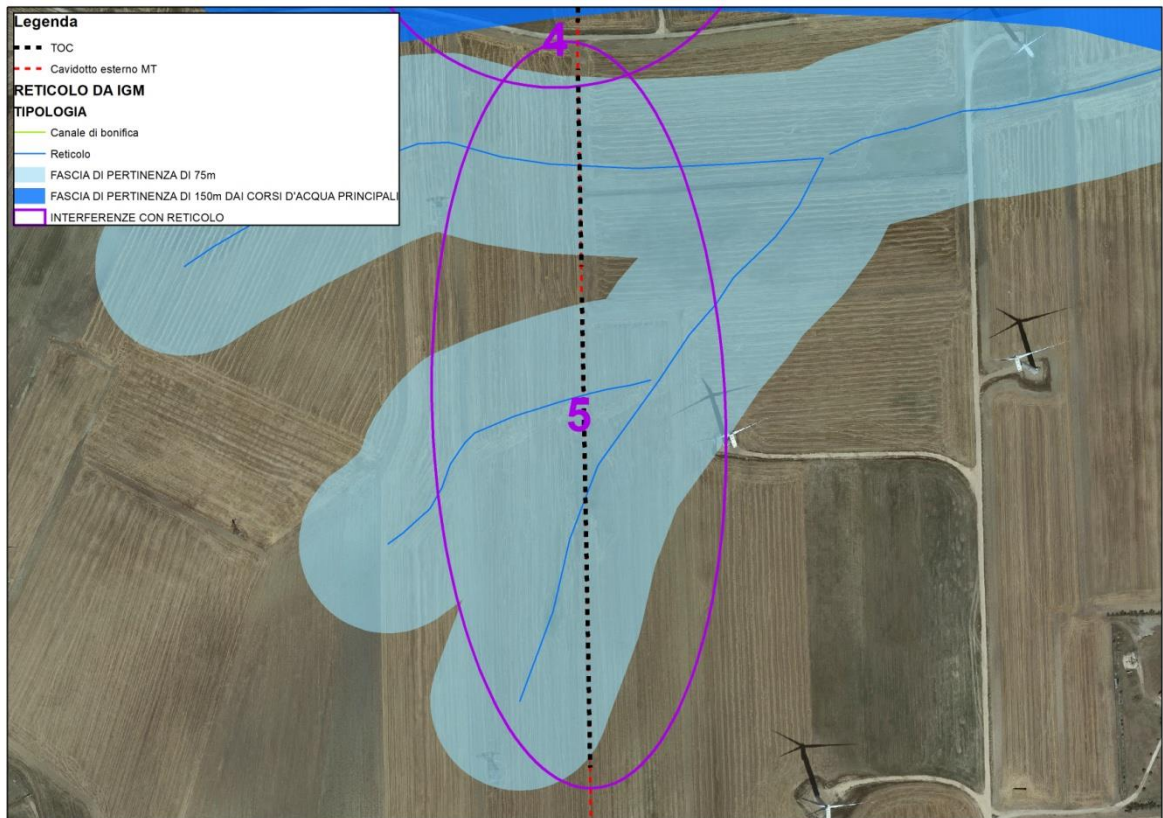 Legenda
TOC
Cavidotto esterno MT
RETICOLO DA IGM
TIPOLOGIA
Canale di bonifica
Reticolo
FASCIA DI PERTINENZA DI 75m
FASCIA DI PERTINENZA DI 150m DAI CORSI D'ACQUA PRINCIPALI
INTERFERENZE CON RETICOLO
4
5